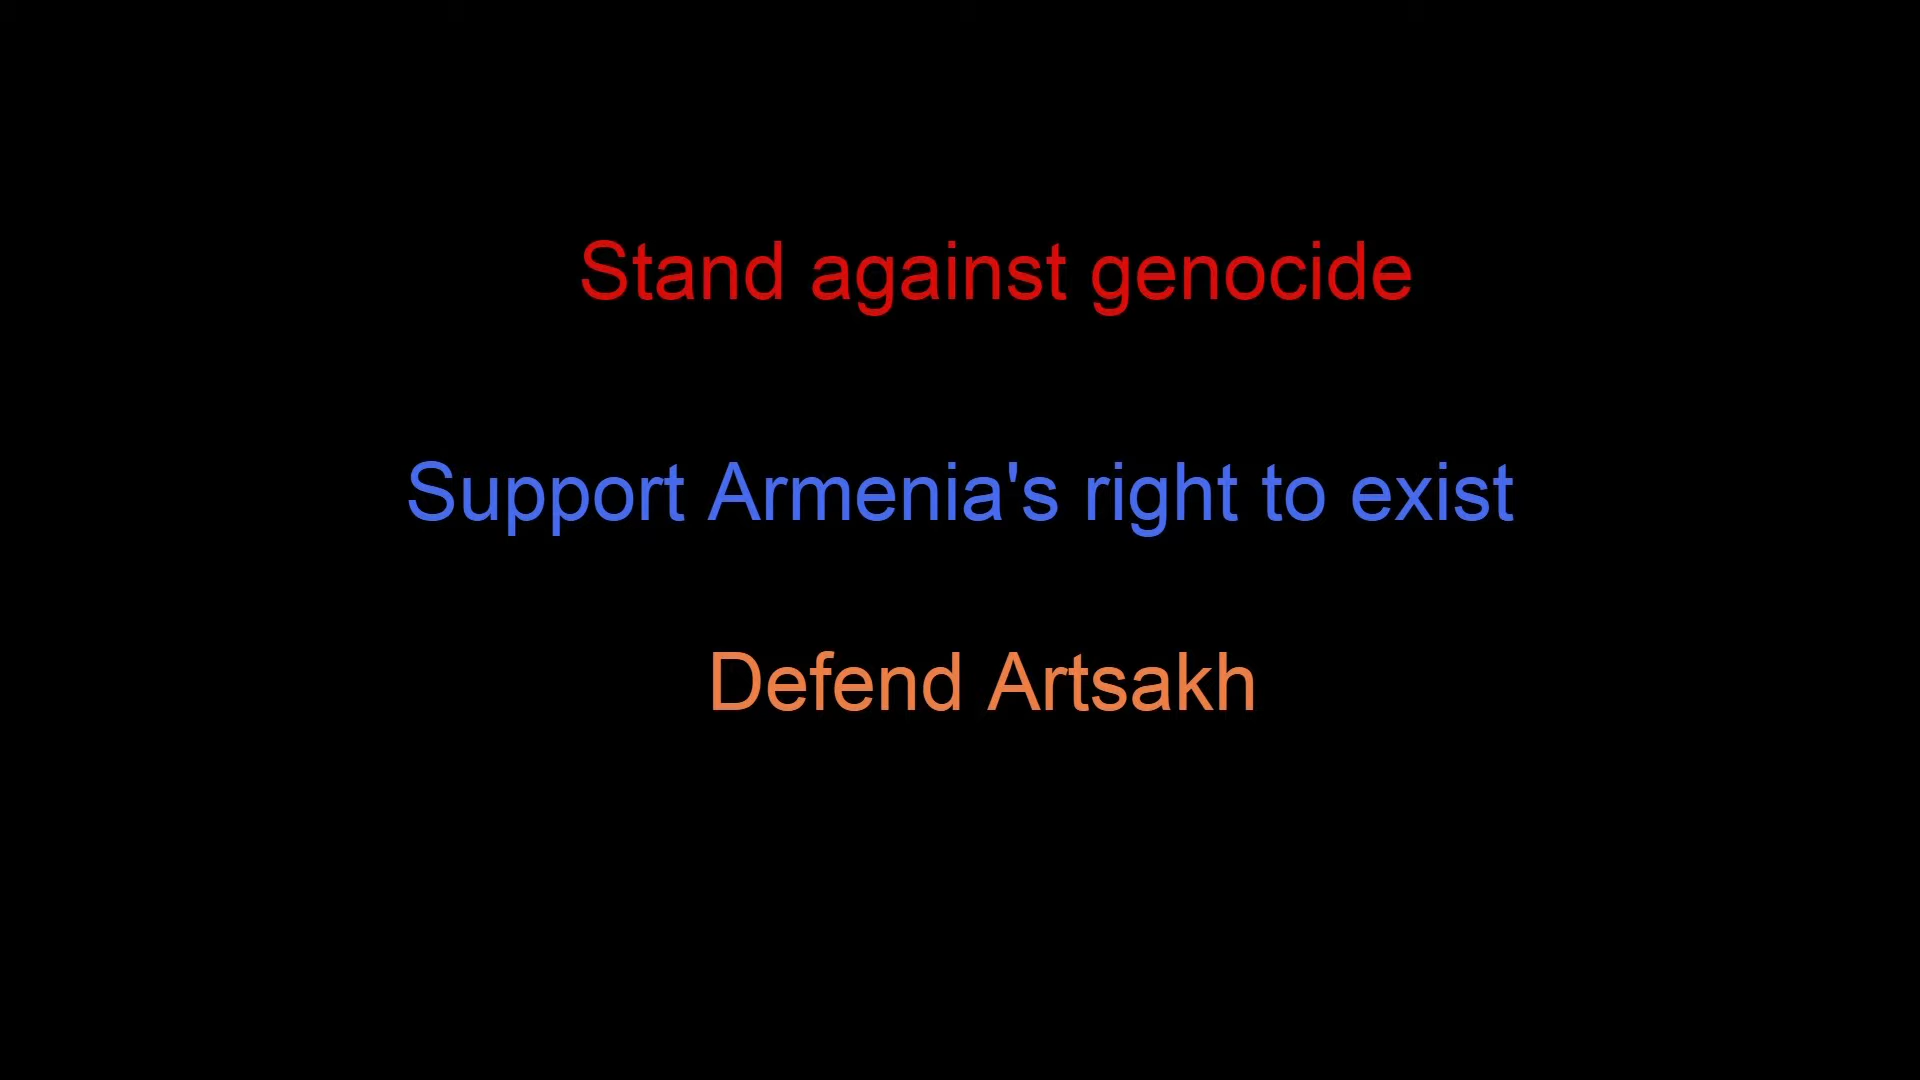 Stand against genocide
Support Armenia's right to exist
Defend Artsakh